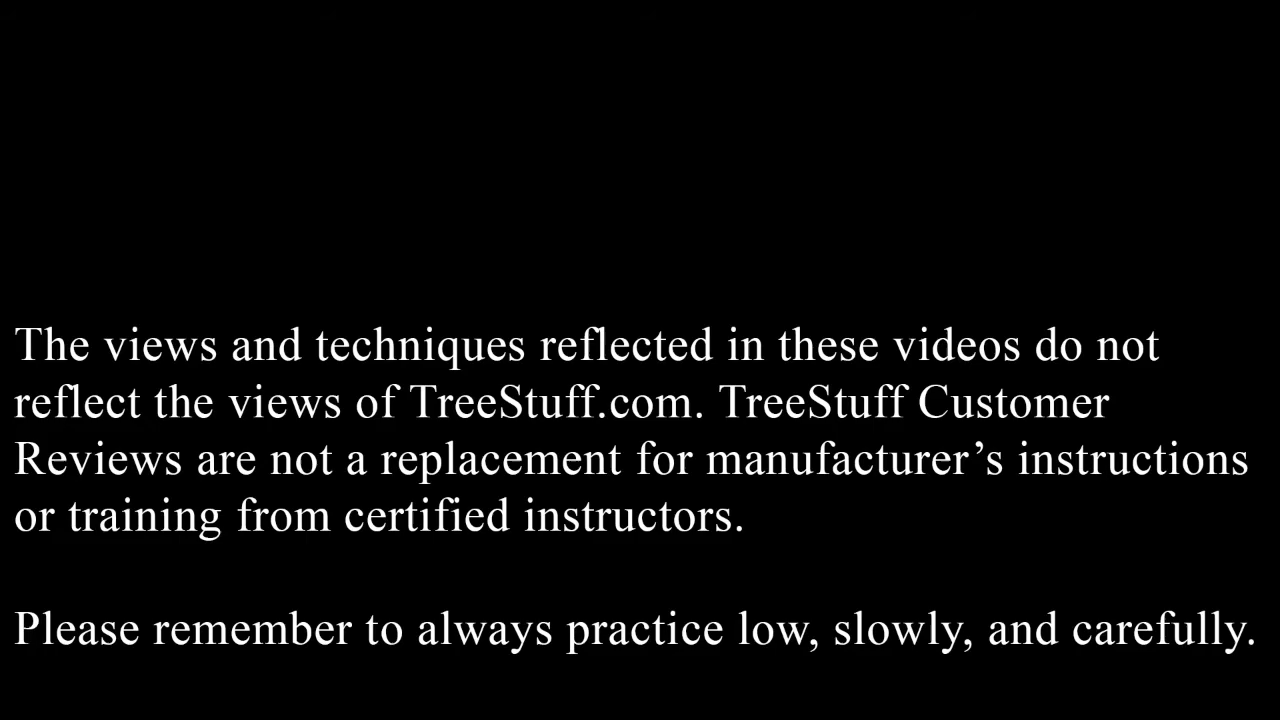 The views and techniques reflected in these videos do not
reflect the views of TreeStuff.com. TreeStuff Customer
Reviews are not a replacement for manufacturer’s instructions
or training from certified instructors.
Please remember to always practice low, slowly, and carefully.